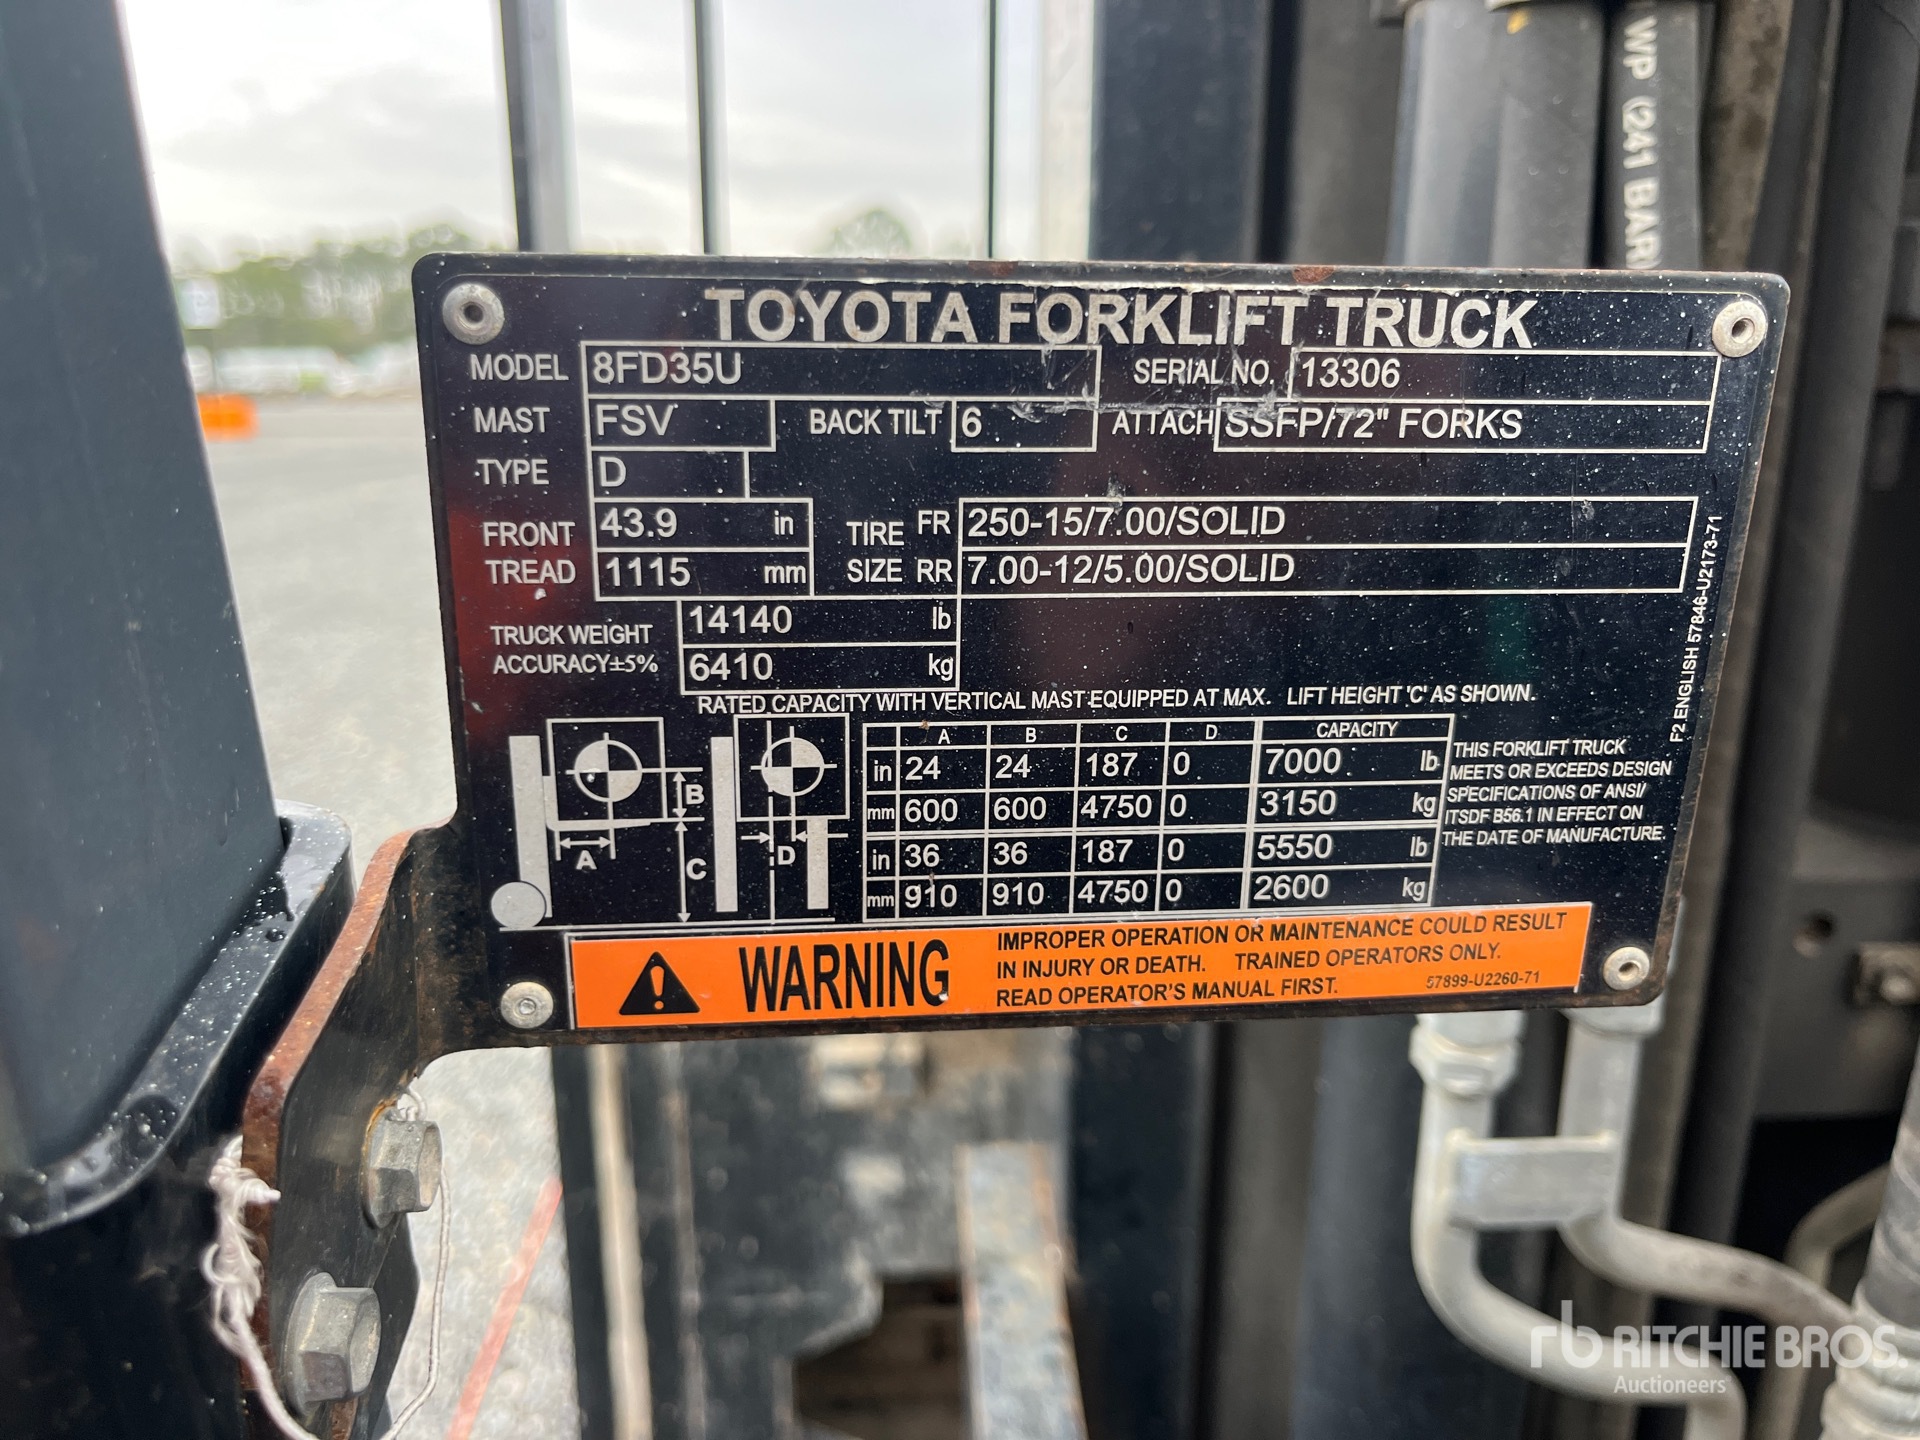 WP (241 BAR)
TOYOTA FORKLIFT TRUCK
MODEL 8FD35U SERIAL NO. 13306
MAST FSV BACK TILT 6 ATTACH SSFP/72" FORKS
TYPE D
FRONT TREAD 43.9 in TIRE SIZE FR 250-15/7.00/SOLID
1115 mm RR 7.00-12/5.00/SOLID
TRUCK WEIGHT 14140 lb
ACCURACY±5% 6410 kg
RATED CAPACITY WITH VERTICAL MAST EQUIPPED AT MAX. LIFT HEIGHT 'C' AS SHOWN.
A B C D CAPACITY
in 24 24 187 0 7000 lb
mm 600 600 4750 0 3150 kg
in 36 36 187 0 5550 lb
mm 910 910 4750 0 2600 kg
A B C D
THIS FORKLIFT TRUCK
MEETS OR EXCEEDS DESIGN
SPECIFICATIONS OF ANSI/
ITSDF B56.1 IN EFFECT ON
THE DATE OF MANUFACTURE.
F2 ENGLISH 57846-U2173-71
WARNING
IMPROPER OPERATION OR MAINTENANCE COULD RESULT
IN INJURY OR DEATH. TRAINED OPERATORS ONLY.
READ OPERATOR'S MANUAL FIRST. 57899-U2260-71
rb RITCHIE BROS.
Auctioneers